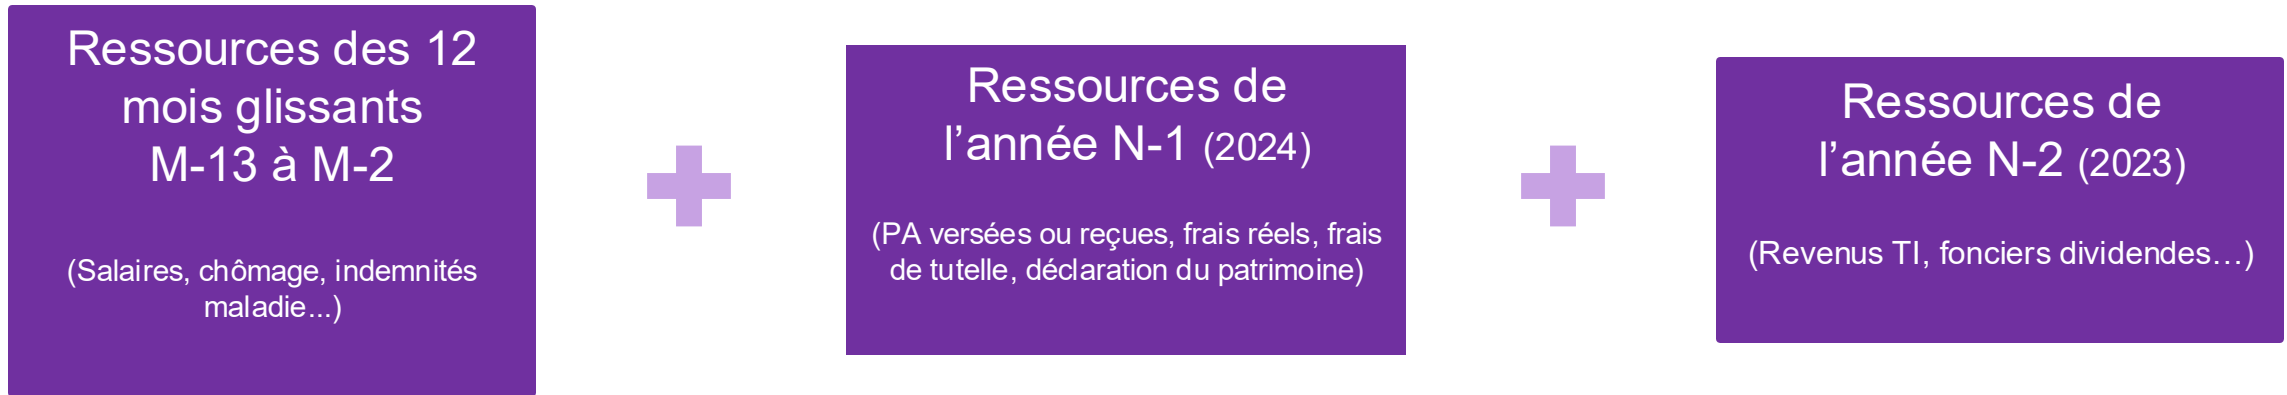 Ressources des 12
mois glissants
M-13 à M-2
(Salaires, chômage, indemnités
maladie...)
Ressources de
l’année N-1 (2024)
(PA versées ou reçues, frais réels, frais
de tutelle, déclaration du patrimoine)
Ressources de
l’année N-2 (2023)
(Revenus TI, fonciers dividendes…)